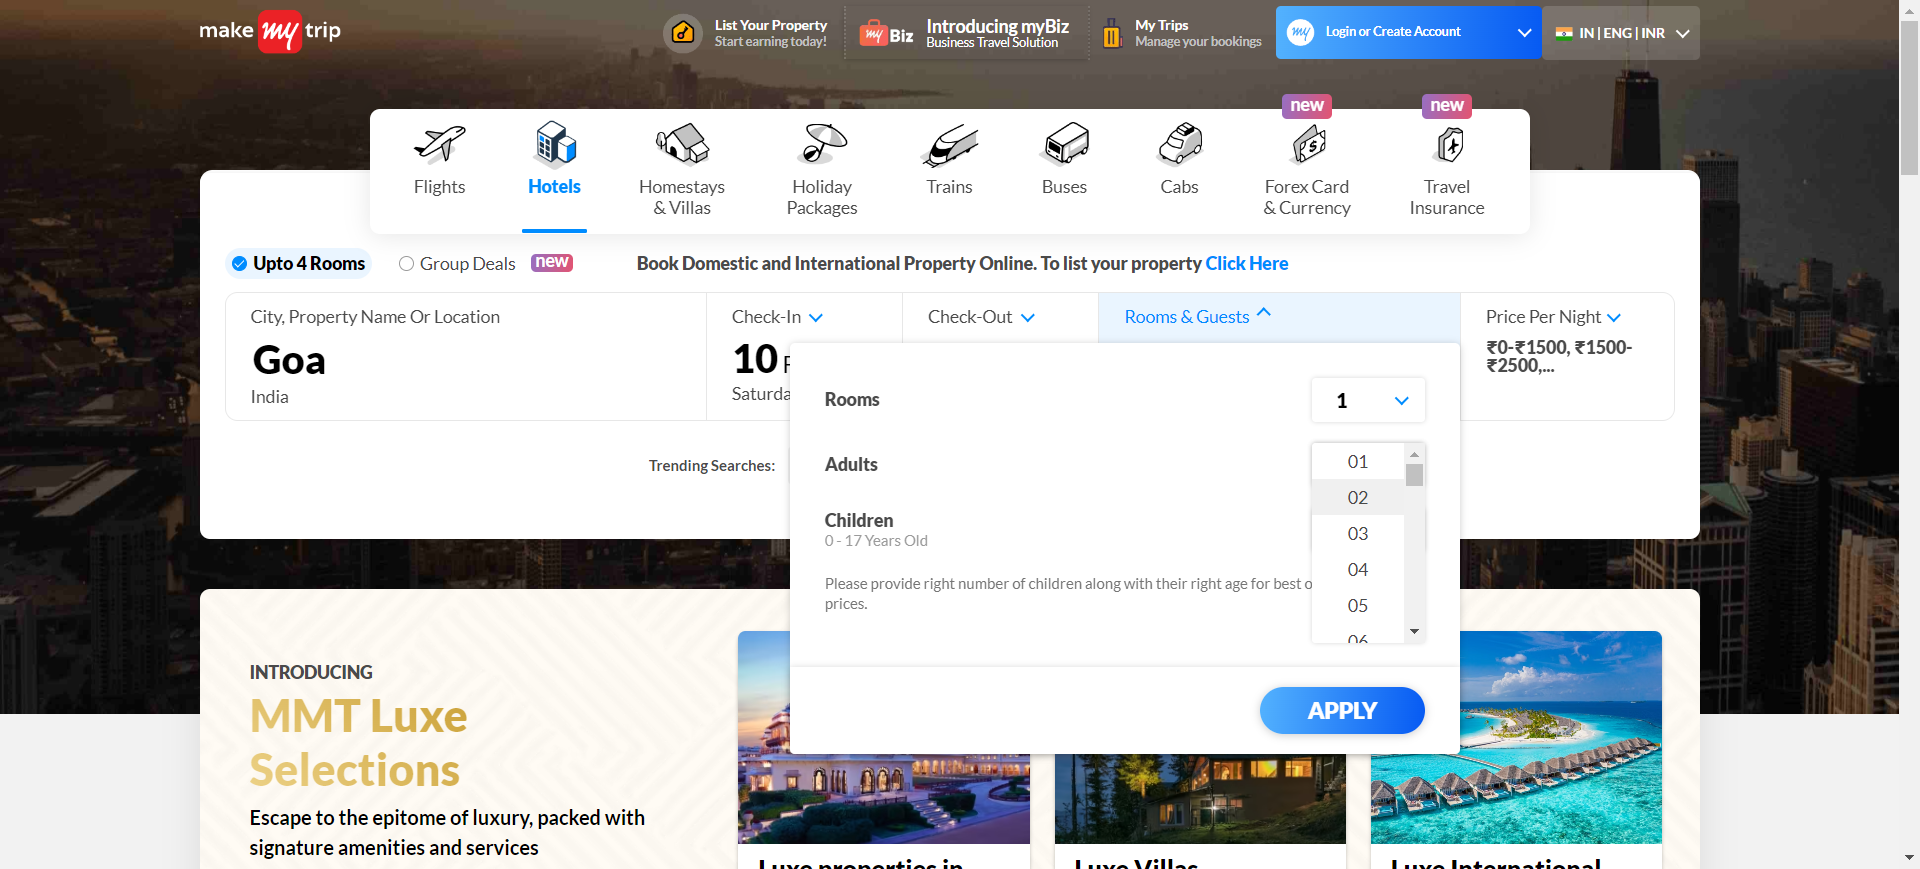 make my trip
List Your Property
Start earning today!
my Biz
Introducing myBiz
Business Travel Solution
My Trips
Manage your bookings
my
Login or Create Account
IN | ENG | INR
new
new
Flights
Hotels
Homestays
& Villas
Holiday
Packages
Trains
Buses
Cabs
Forex Card
& Currency
Travel
Insurance
Upto 4 Rooms
Group Deals
new
Book Domestic and International Property Online. To list your property Click Here
City, Property Name Or Location
Goa
India
Check-In
10
Check-Out
Rooms & Guests
Price Per Night
₹0-₹1500, ₹1500-
₹2500,...
Rooms
1
Trending Searches:
Adults
01
02
03
04
05
06
Children
0 - 17 Years Old
Please provide right number of children along with their right age for best
prices.
APPLY
INTRODUCING
MMT Luxe
Selections
Escape to the epitome of luxury, packed with
signature amenities and services
Luxe properties in
Luxe Villas
Luxe International